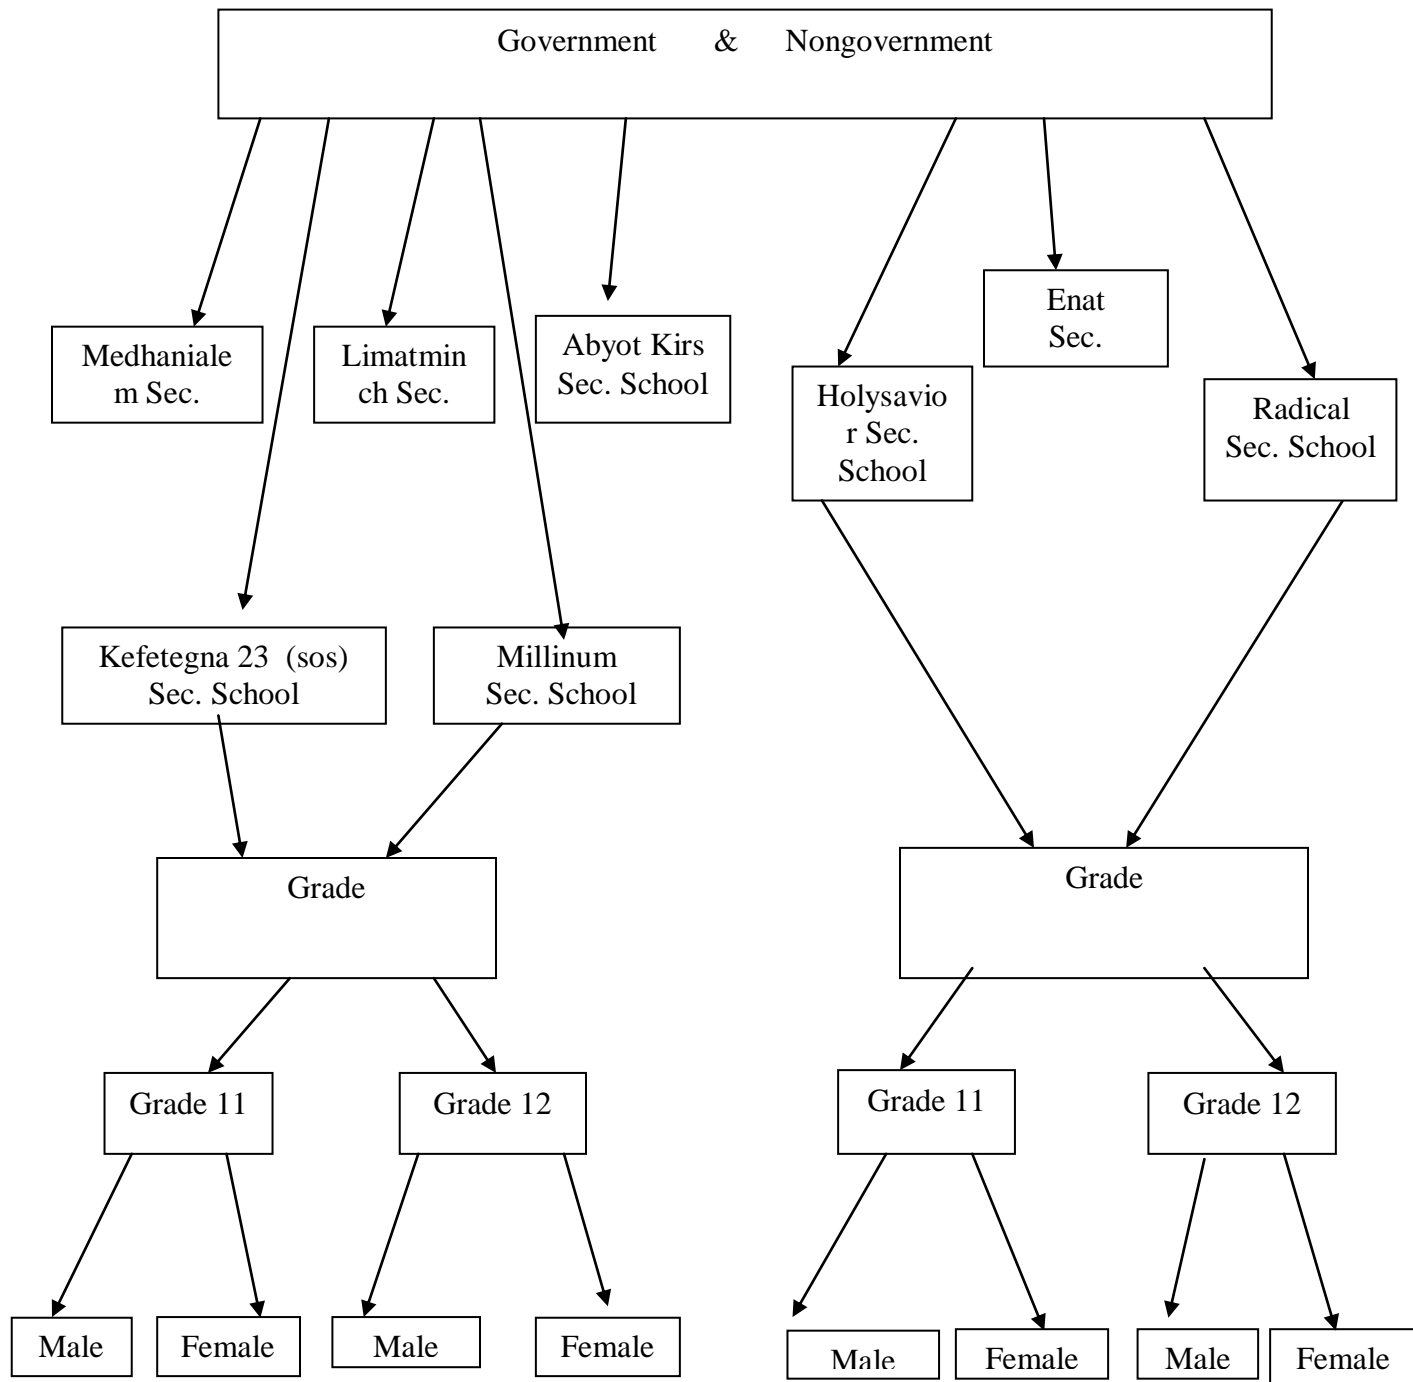 Government & Nongovernment
Enat
Sec.
Medhaniale
m Sec.
Limatmin
ch Sec.
Abyot Kirs
Sec. School
Holysavio
r Sec.
School
Radical
Sec. School
Kefetegna 23 (sos)
Sec. School
Millinum
Sec. School
Grade
Grade
Grade 11
Grade 12
Grade 11
Grade 12
Male
Female
Male
Female
Male
Female
Male
Female